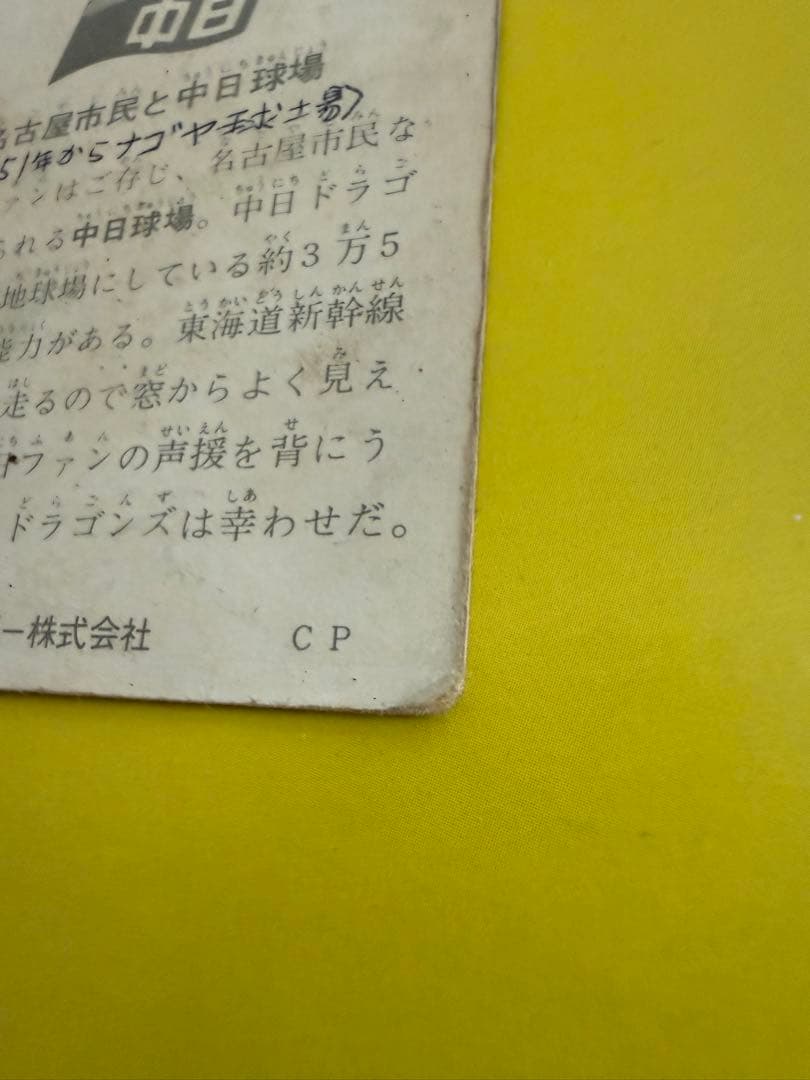 中日
名古屋市民と中日球場
51年からナゴヤ球場)
ァンはご存じ、名古屋市民な
られる中日球場。中日ドラゴ
地球場にしている約3万5
能力がある。東海道新幹線
走るので窓からよく見え
ファンの声援を背にう
ドラゴンズは幸わせだ。
ー株式会社 CP